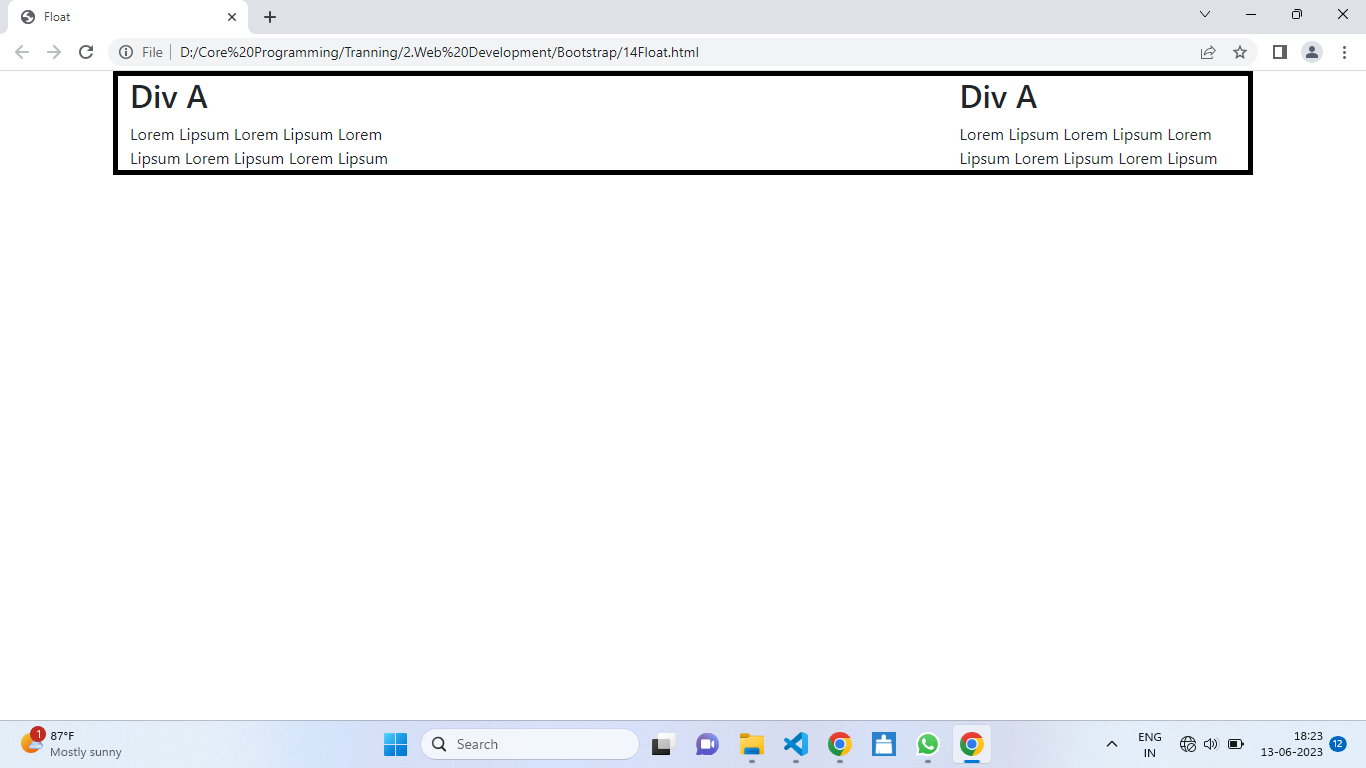 Float
File
D:/Core%20Programming/Tranning/2.Web%20Development/Bootstrap/14Float.html
Div A
Lorem Lipsum Lorem Lipsum Lorem
Lipsum Lorem Lipsum Lorem Lipsum
Div A
Lorem Lipsum Lorem Lipsum Lorem
Lipsum Lorem Lipsum Lorem Lipsum
1
87°F
Mostly sunny
Search
ENG
IN
18:23
13-06-2023
12